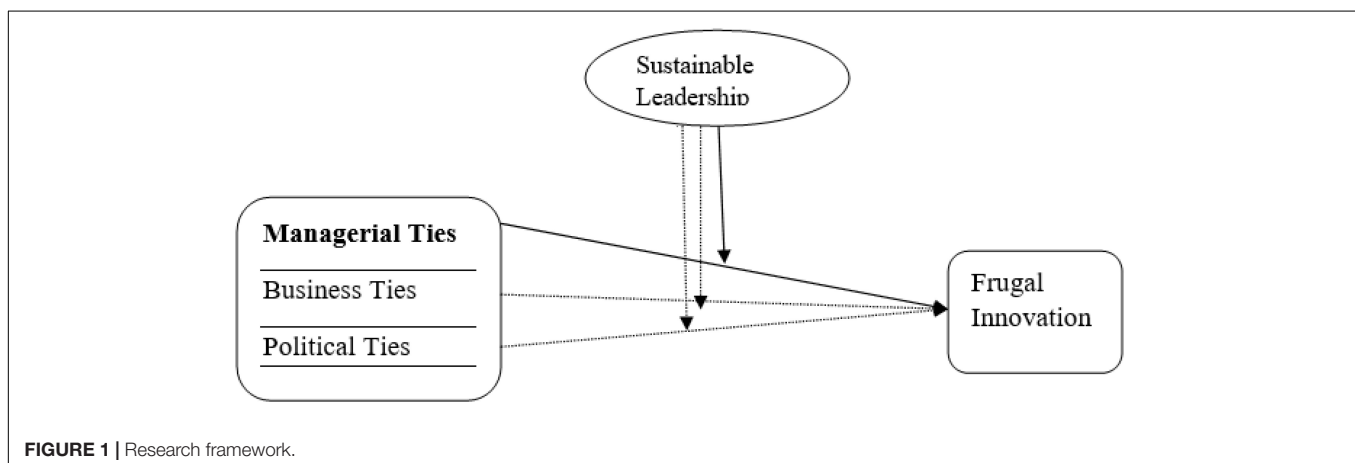 Sustainable
Leadership
Managerial Ties
Business Ties
Political Ties
Frugal
Innovation
FIGURE 1 | Research framework.